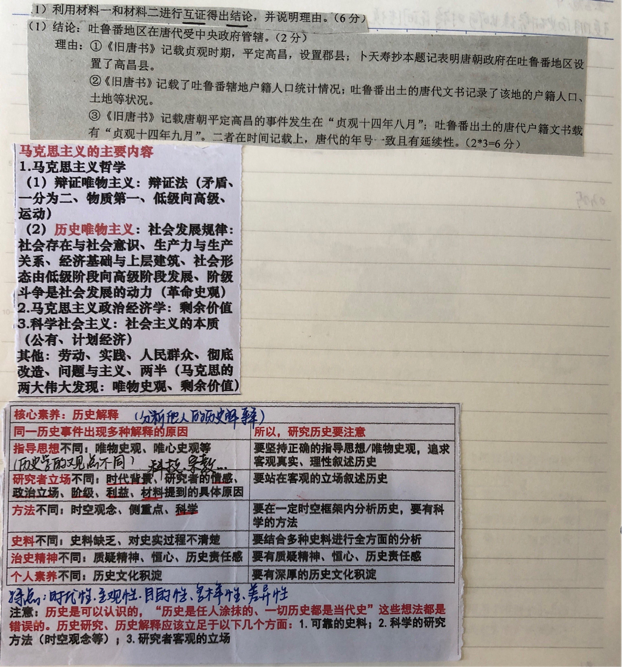 1）利用材料一和材料二进行互证得出结论，并说明理由。（6分）
（1）结论：吐鲁番地区在唐代受中央政府管辖。（2分）
理由：①《旧唐书》记载贞观时期，平定高昌，设置郡县；卜天寿抄本题记表明唐朝政府在吐鲁番地区设
置了高昌县。
②《旧唐书》记载了吐鲁番辖地户籍人口统计情况；吐鲁番出土的唐代文书记录了该地的户籍人口、
土地等状况。
③《旧唐书》记载唐朝平定高昌的事件发生在“贞观十四年八月”；吐鲁番出土的唐代户籍文书载
有“贞观十四年九月”。二者在时间记载上，唐代的年号一致且有延续性。（2*3=6分）
马克思主义的主要内容
1.马克思主义哲学
（1）辩证唯物主义：辩证法（矛盾、
一分为二、物质第一、低级向高级、
运动）
（2）历史唯物主义：社会发展规律：
社会存在与社会意识、生产力与生产
关系、经济基础与上层建筑、社会形
态由低级阶段向高级阶段发展、阶级
斗争是社会发展的动力（革命史观）
2.马克思主义政治经济学：剩余价值
3.科学社会主义：社会主义的本质
（公有、计划经济）
其他：劳动、实践、人民群众、彻底
改造、问题与主义、两半（马克思的
两大伟大发现：唯物史观、剩余价值）
核心素养：历史解释（分析他人的历史解释）
同一历史事件出现多种解释的原因 所以，研究历史要注意
指导思想不同：唯物史观、唯心史观等 要坚持正确的指导思想/唯物史观，追求
（历史学的观点不同） 客观真实、理性叙述历史
研究者立场不同：时代背景、研究者的情感、 要站在客观的立场叙述历史
政治立场、阶级、利益、材料提到的具体原因
方法不同：时空观念、侧重点、科学 要在一定时空框架内分析历史，要有科
学的方法
史料不同：史料缺乏、对史实过程不清楚 要结合多种史料进行全方面的分析
治史精神不同：质疑精神、恒心、历史责任感 要有质疑精神、恒心、历史责任感
个人素养不同：历史文化积淀 要有深厚的历史文化积淀
特点：时代性、主观性、目的性、多样性、差异性
注意：历史是可以认识的，“历史是任人涂抹的、一切历史都是当代史”这些想法都是
错误的。历史研究、历史解释应该立足于以下几个方面：1.可靠的史料；2.科学的研究
方法（时空观念等）；3.研究者客观的立场